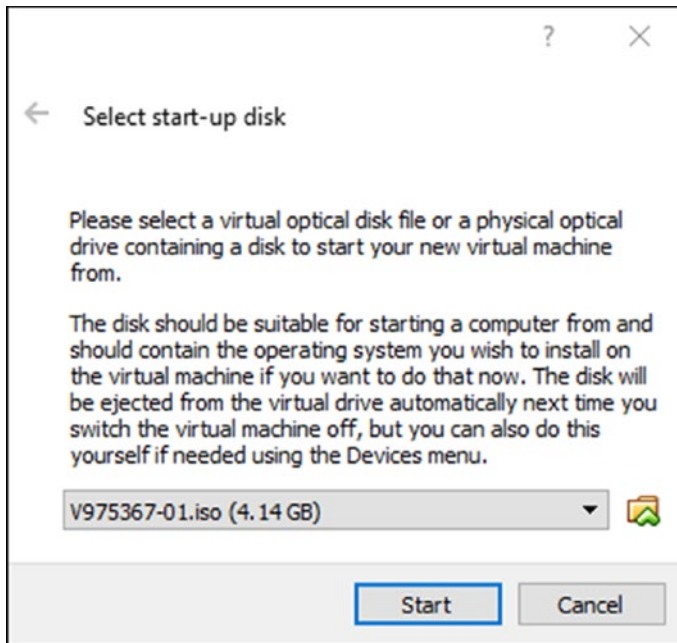 ?
Select start-up disk
Please select a virtual optical disk file or a physical optical
drive containing a disk to start your new virtual machine
from.
The disk should be suitable for starting a computer from and
should contain the operating system you wish to install on
the virtual machine if you want to do that now. The disk will
be ejected from the virtual drive automatically next time you
switch the virtual machine off, but you can also do this
yourself if needed using the Devices menu.
V975367-01.iso (4.14 GB)
Start Cancel